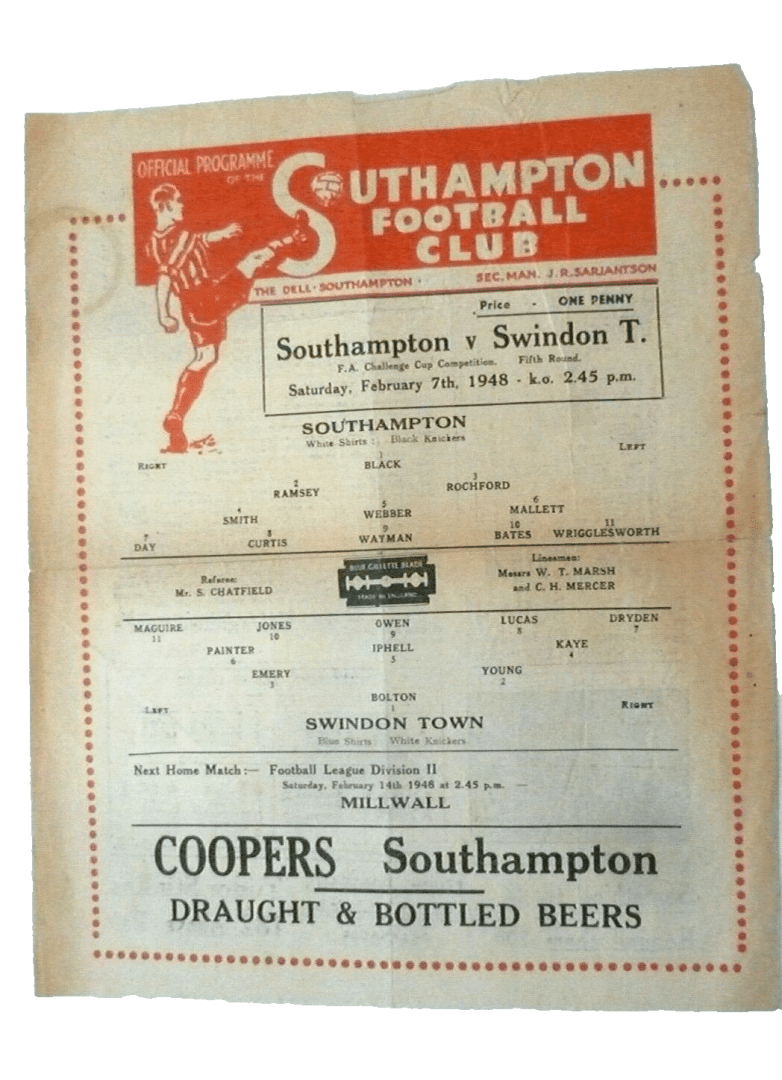 OFFICIAL PROGRAMME
OF THE
SOUTHAMPTON
FOOTBALL
CLUB
THE DELL · SOUTHAMPTON · SEC. MAN. J. R. SARJANTSON
Price - ONE PENNY
Southampton v Swindon T.
F.A. Challenge Cup Competition. Fifth Round.
Saturday, February 7th, 1948 - k.o. 2.45 p.m.
SOUTHAMPTON
White Shirts : Black Knickers
RIGHT LEFT
1
BLACK
2 3
RAMSEY ROCHFORD
4 5 6
SMITH WEBBER MALLETT
7 8 9 10 11
DAY CURTIS WAYMAN BATES WRIGGLESWORTH
Referee:
Mr. S. CHATFIELD
BLUE GILLETTE BLADE
MADE IN ENGLAND
Linesmen:
Messrs W. T. MARSH
and C. H. MERCER
MAGUIRE JONES OWEN LUCAS DRYDEN
11 10 9 8 7
PAINTER IPHELL KAYE
6 5 4
EMERY YOUNG
3 2
BOLTON
1
LEFT RIGHT
SWINDON TOWN
Blue Shirts White Knickers
Next Home Match :— Football League Division II
Saturday, February 14th 1948 at 2.45 p.m. —
MILLWALL
COOPERS Southampton
DRAUGHT & BOTTLED BEERS